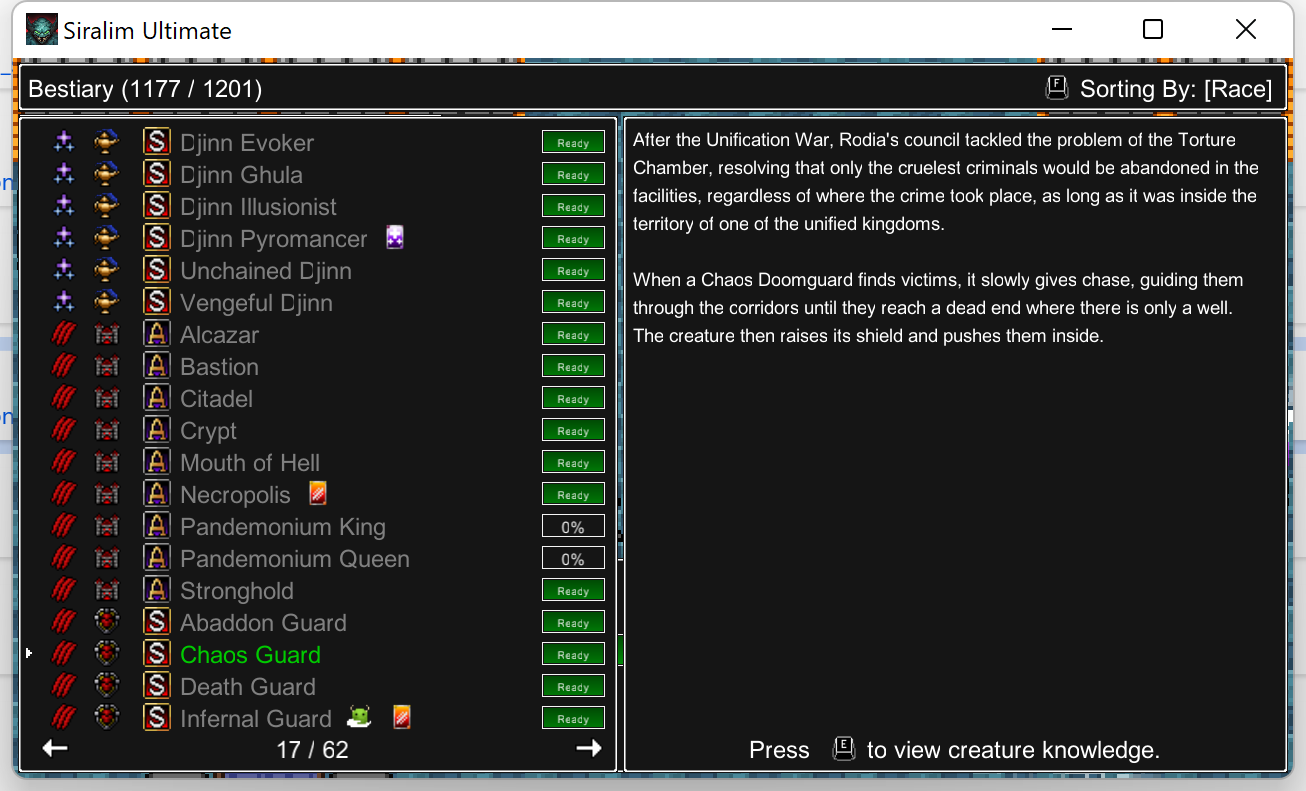 Siralim Ultimate
Bestiary (1177 / 1201)
F Sorting By: [Race]
S Djinn Evoker Ready
S Djinn Ghula Ready
S Djinn Illusionist Ready
S Djinn Pyromancer Ready
S Unchained Djinn Ready
S Vengeful Djinn Ready
A Alcazar Ready
A Bastion Ready
A Citadel Ready
A Crypt Ready
A Mouth of Hell Ready
A Necropolis Ready
A Pandemonium King 0%
A Pandemonium Queen 0%
A Stronghold Ready
S Abaddon Guard Ready
S Chaos Guard Ready
S Death Guard Ready
S Infernal Guard Ready
17 / 62
After the Unification War, Rodia's council tackled the problem of the Torture
Chamber, resolving that only the cruelest criminals would be abandoned in the
facilities, regardless of where the crime took place, as long as it was inside the
territory of one of the unified kingdoms.
When a Chaos Doomguard finds victims, it slowly gives chase, guiding them
through the corridors until they reach a dead end where there is only a well.
The creature then raises its shield and pushes them inside.
Press E to view creature knowledge.